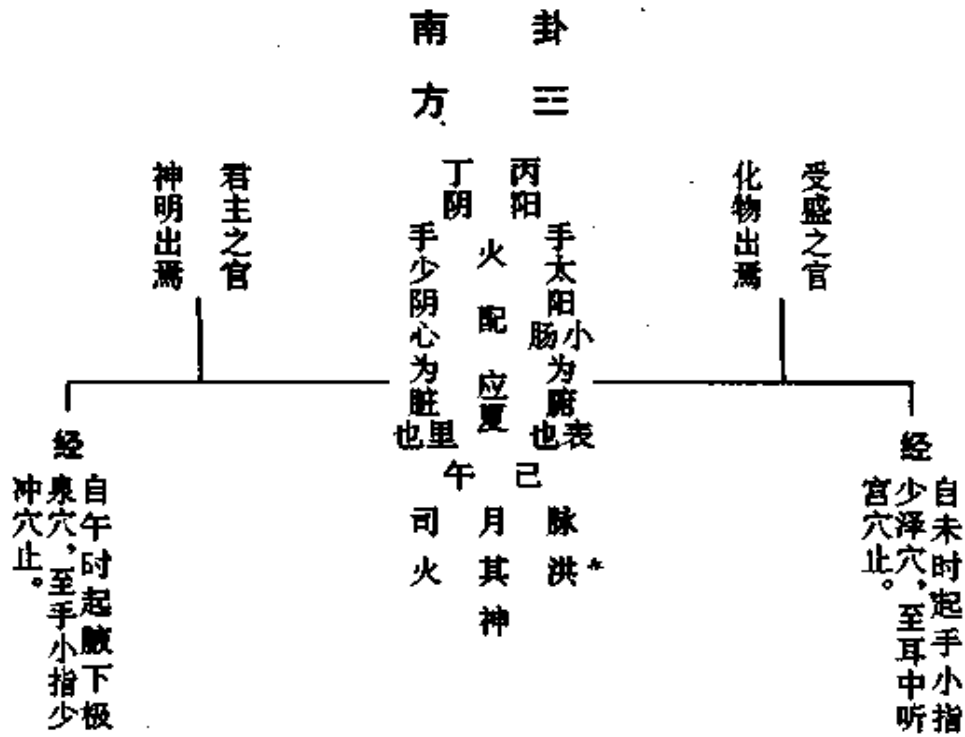 卦☲
南方
受盛之官
化物出焉
丙阳
丁阴
君主之官
神明出焉
手太阳小肠为腑表也
火配应夏
手少阴心为脏里也
己午
脉洪
月其神
司火
经
自未时起手小指
少泽穴，至耳中听
宫穴止。
经
自午时起腋下极
泉穴，至手小指少
冲穴止。